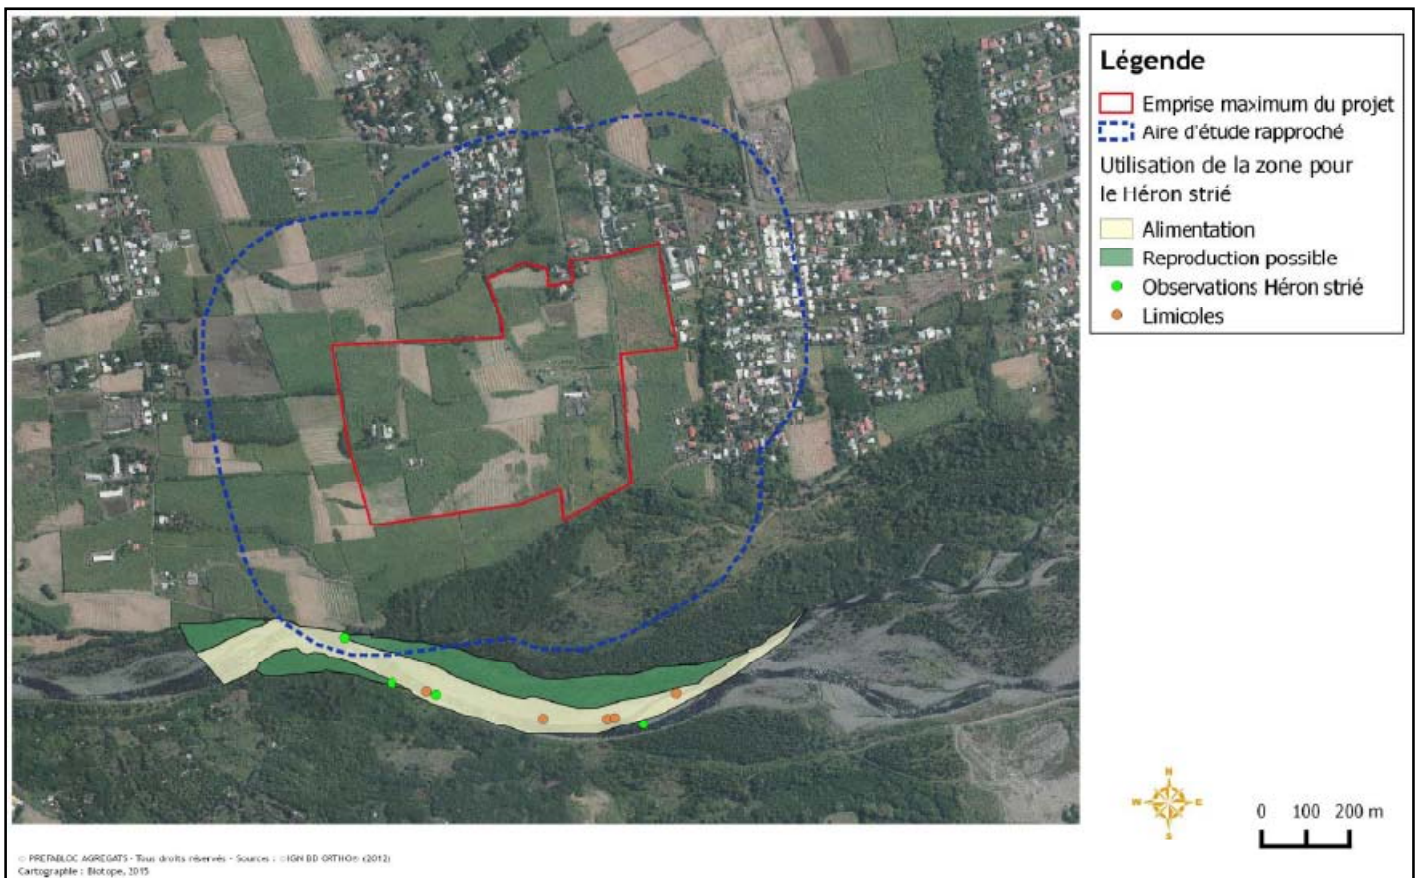 Légende
Emprise maximum du projet
Aire d'étude rapproché
Utilisation de la zone pour
le Héron strié
Alimentation
Reproduction possible
Observations Héron strié
Limicoles
N
W E
S
0 100 200 m
© PREFABLOC AGREGATS - Tous droits réservés - Sources : ©IGN BD ORTHO® (2012)
Cartographie : Biotope, 2015